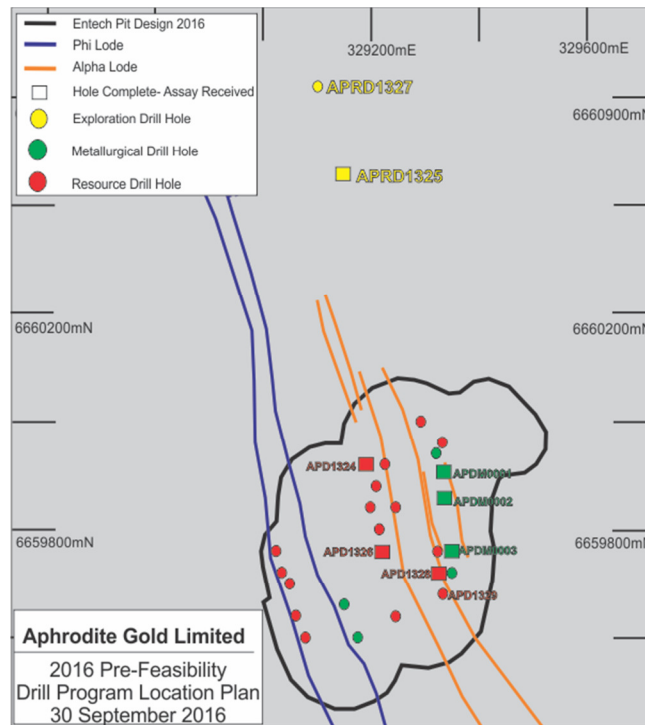 Entech Pit Design 2016
Phi Lode
Alpha Lode
Hole Complete- Assay Received
Exploration Drill Hole
Metallurgical Drill Hole
Resource Drill Hole
329200mE
329600mE
APRD1327
6660900mN
APRD1325
6660200mN
6660200mN
APD1324
APDM0001
APDM0002
6659800mN
6659800mN
APD1326
APDM0003
APD1328
APD1329
Aphrodite Gold Limited
2016 Pre-Feasibility
Drill Program Location Plan
30 September 2016